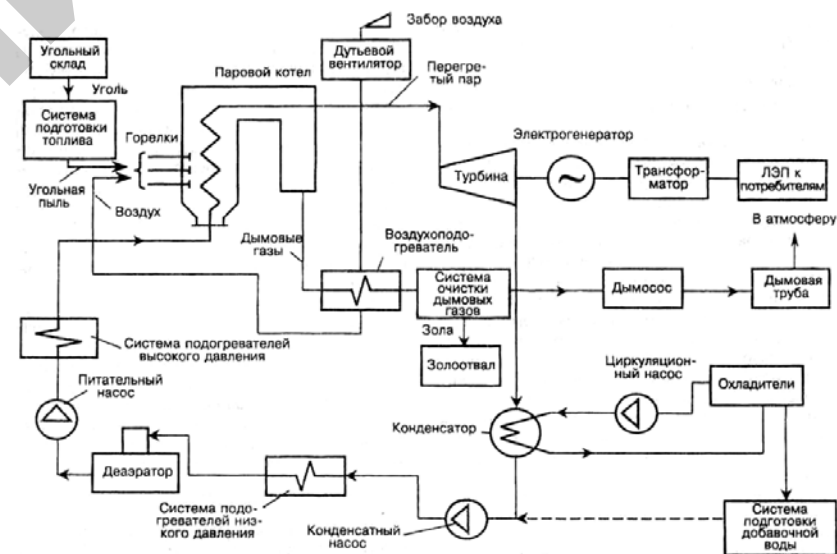 Забор воздуха
Угольный
склад
Дутьевой
вентилятор
Паровой котел
Перегре-
тый пар
Уголь
Система
подготовки
топлива
Горелки
Электрогенератор
Турбина
Трансфор-
матор
ЛЭП к
потребителям
Угольная
пыль
Воздух
В атмосферу
Дымовые
газы
Воздухоподо-
греватель
Система
очистки
дымовых
газов
Дымосос
Дымовая
труба
Зола
Золоотвал
Система подогревателей
высокого давления
Питательный
насос
Циркуляцион-
ный насос
Охладители
Конденсатор
Деаэратор
Система подо-
гревателей низ-
кого давления
Конденсатный
насос
Система
подготовки
добавочной
воды